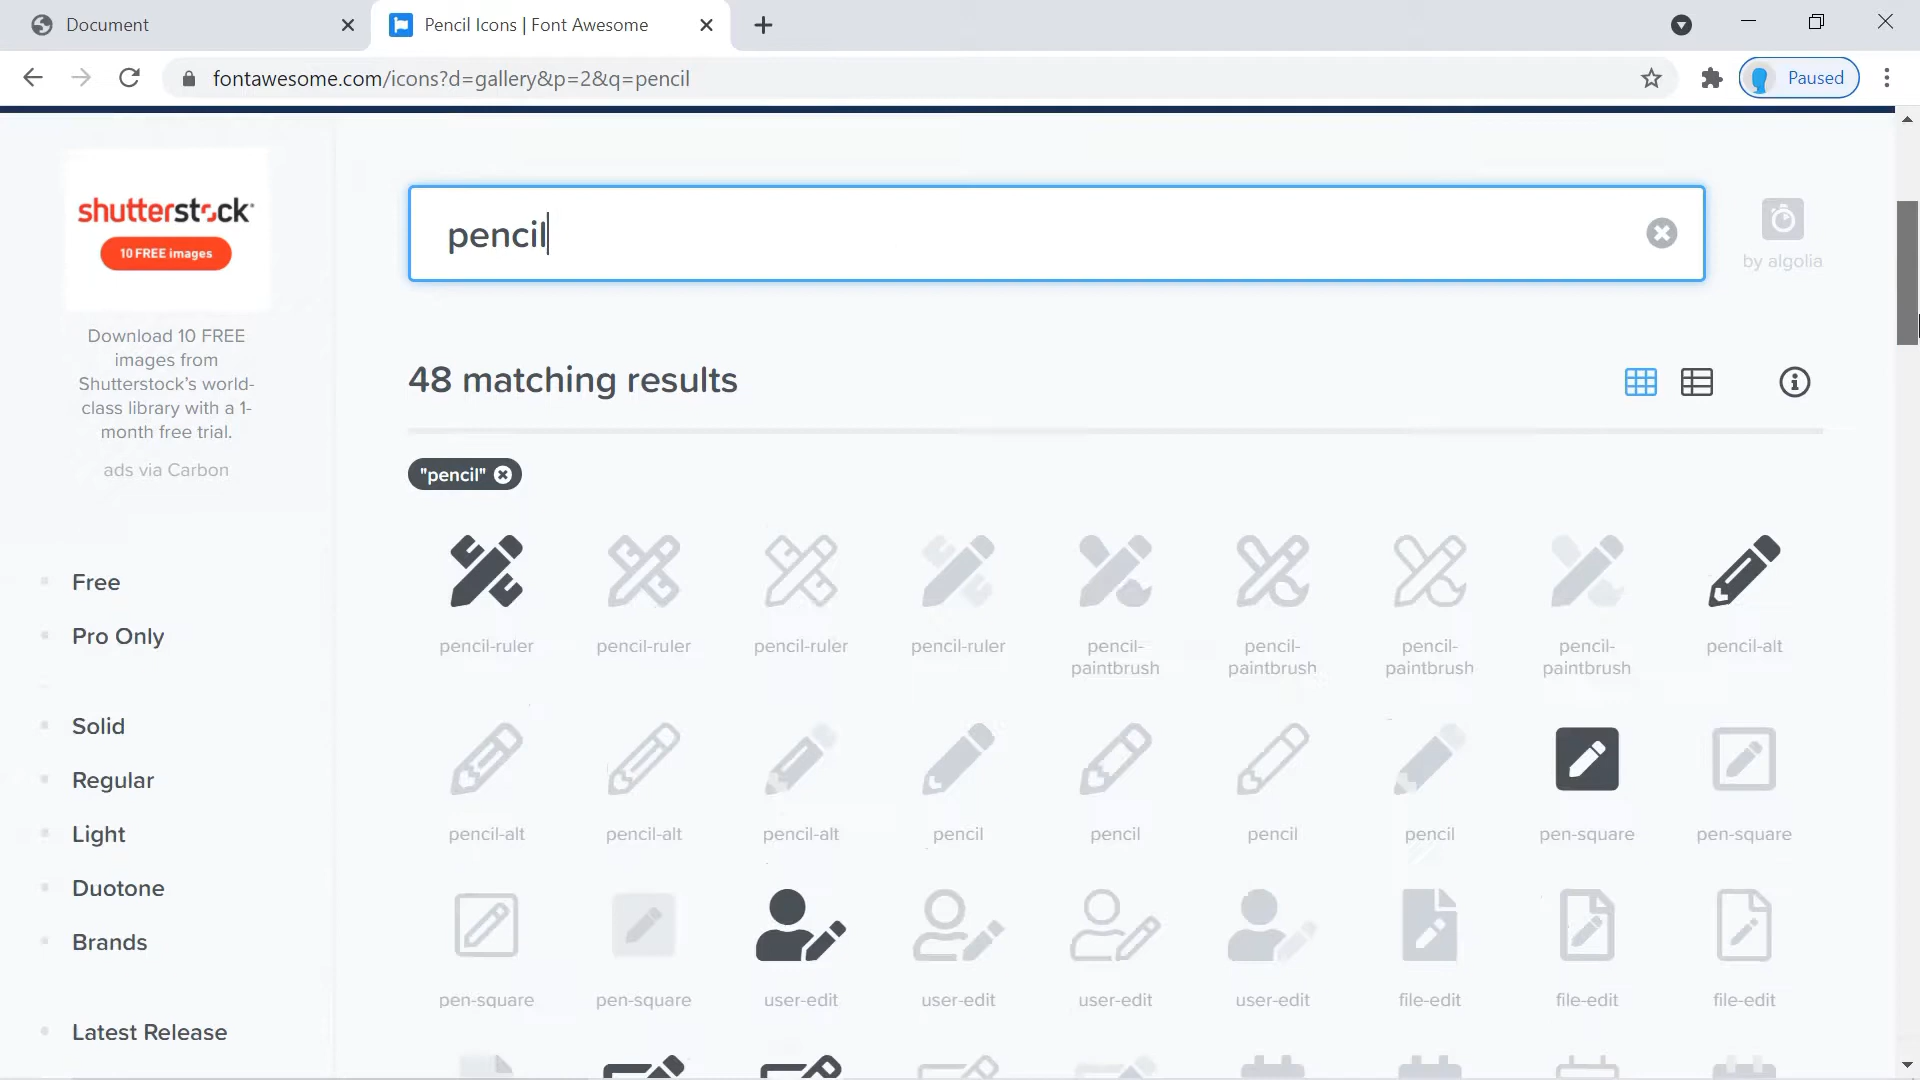 Document
Pencil Icons | Font Awesome
fontawesome.com/icons?d=gallery&p=2&q=pencil
Paused
shutterstock
10 FREE images
Download 10 FREE
images from
Shutterstock's world-
class library with a 1-
month free trial.
ads via Carbon
Free
Pro Only
Solid
Regular
Light
Duotone
Brands
Latest Release
pencil
by algolia
48 matching results
"pencil"
pencil-ruler pencil-ruler pencil-ruler pencil-ruler pencil- pencil- pencil- pencil- pencil-alt
paintbrush paintbrush paintbrush paintbrush
pencil-alt pencil-alt pencil-alt pencil pencil pencil pencil pen-square pen-square
pen-square pen-square user-edit user-edit user-edit user-edit file-edit file-edit file-edit